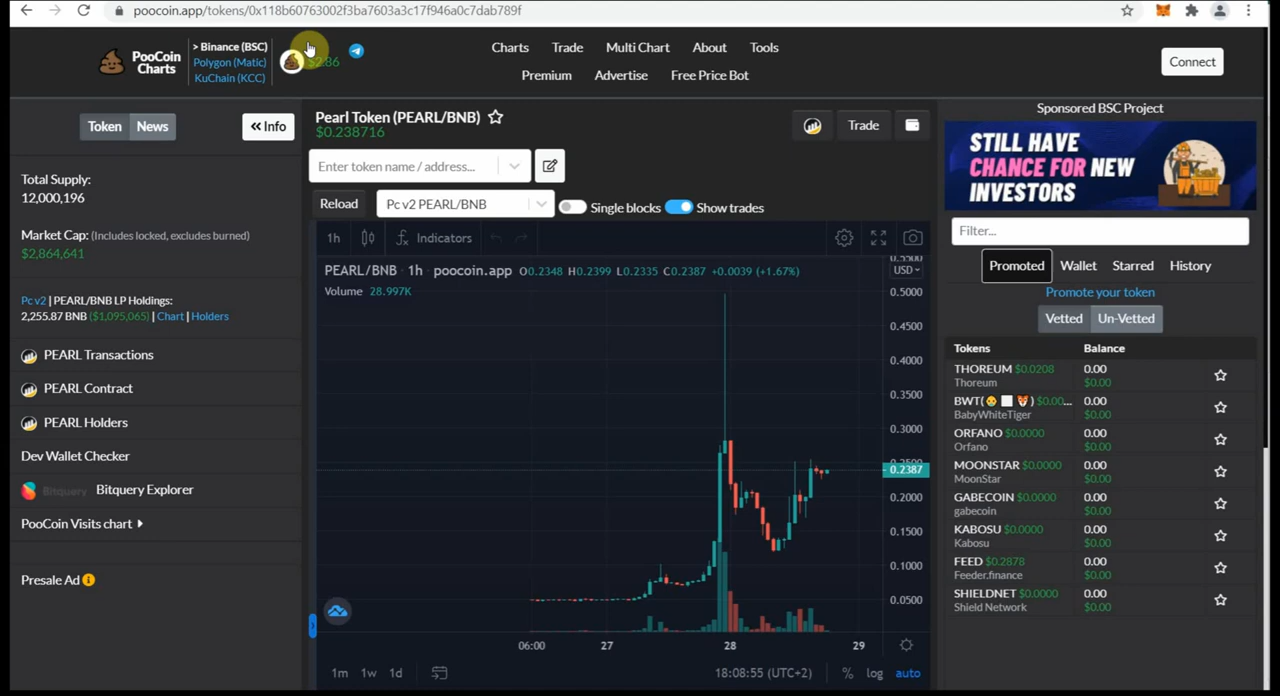 poocoin.app/tokens/0x118b60763002f3ba7603a3c17f946a0c7dab789f
PooCoin
Charts
> Binance (BSC)
Polygon (Matic)
KuChain (KCC)
$2.86
Charts
Trade
Multi Chart
About
Tools
Premium
Advertise
Free Price Bot
Connect
Token
News
Info
Total Supply:
12,000,196
Market Cap: (Includes locked, excludes burned)
$2,864,641
Pc v2 | PEARL/BNB LP Holdings:
2,255.87 BNB ($1,095,065) | Chart | Holders
PEARL Transactions
PEARL Contract
PEARL Holders
Dev Wallet Checker
Bitquery Bitquery Explorer
PooCoin Visits chart
Presale Ad
Pearl Token (PEARL/BNB)
$0.238716
Trade
Enter token name / address...
Reload
Pc v2 PEARL/BNB
Single blocks
Show trades
1h
Indicators
PEARL/BNB · 1h · poocoin.app O0.2348 H0.2399 L0.2335 C0.2387 +0.0039 (+1.67%)
Volume 28.997K
USD
0.5000
0.4500
0.4000
0.3500
0.3000
0.2387
0.2000
0.1500
0.1000
0.0500
06:00
27
28
29
1m
1w
1d
18:08:55 (UTC+2)
%
log
auto
Sponsored BSC Project
STILL HAVE
CHANCE FOR NEW
INVESTORS
Filter...
Promoted
Wallet
Starred
History
Promote your token
Vetted
Un-Vetted
Tokens
Balance
THOREUM $0.0208 0.00
Thoreum $0.00
BWT(👶⬜🦊) $0.00... 0.00
BabyWhiteTiger $0.00
ORFANO $0.0000 0.00
Orfano $0.00
MOONSTAR $0.0000 0.00
MoonStar $0.00
GABECOIN $0.0000 0.00
gabecoin $0.00
KABOSU $0.0000 0.00
Kabosu $0.00
FEED $0.2878 0.00
Feeder.finance $0.00
SHIELDNET $0.0000 0.00
Shield Network $0.00